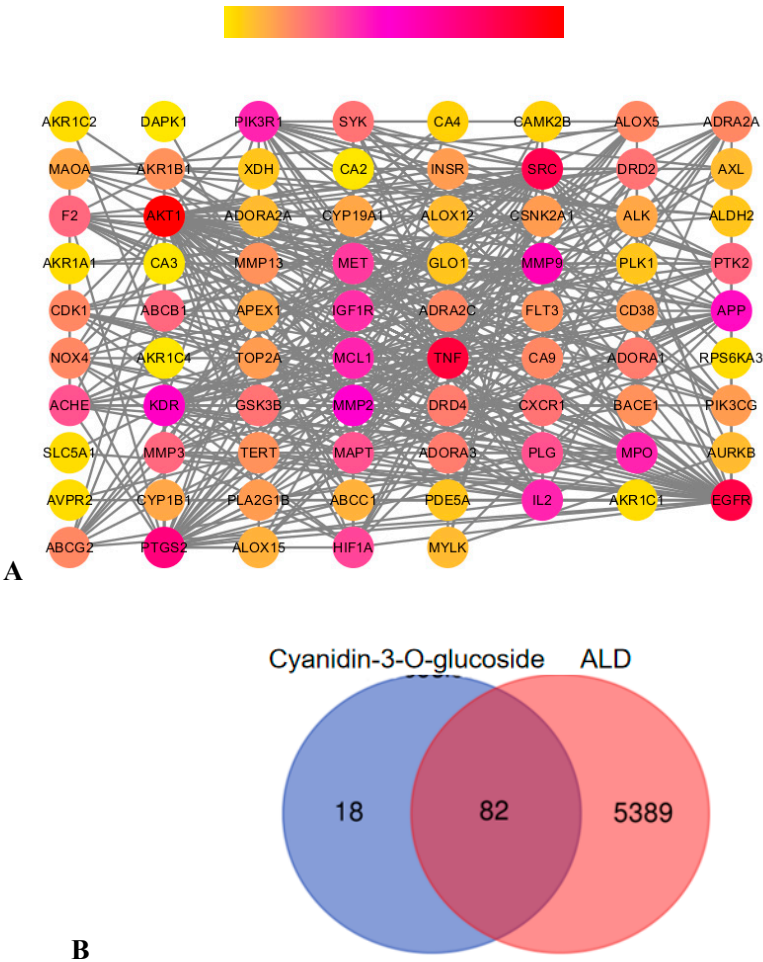 AKR1C2 DAPK1 PIK3R1 SYK CA4 CAMK2B ALOX5 ADRA2A
MAOA AKR1B1 XDH CA2 INSR SRC DRD2 AXL
F2 AKT1 ADORA2A CYP19A1 ALOX12 CSNK2A1 ALK ALDH2
AKR1A1 CA3 MMP13 MET GLO1 MMP9 PLK1 PTK2
CDK1 ABCB1 APEX1 IGF1R ADRA2C FLT3 CD38 APP
NOX4 AKR1C4 TOP2A MCL1 TNF CA9 ADORA1 RPS6KA3
ACHE KDR GSK3B MMP2 DRD4 CXCR1 BACE1 PIK3CG
SLC5A1 MMP3 TERT MAPT ADORA3 PLG MPO AURKB
AVPR2 CYP1B1 PLA2G1B ABCC1 PDE5A IL2 AKR1C1 EGFR
ABCG2 PTGS2 ALOX15 HIF1A MYLK
A
Cyanidin-3-O-glucoside ALD
18 82 5389
B